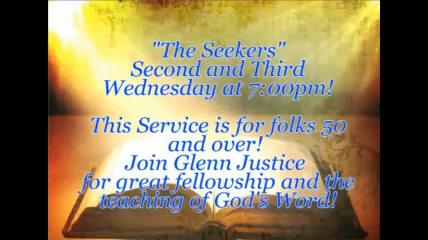 "The Seekers"
Second and Third
Wednesday at 7:00pm!
This Service is for folks 50
and over!
Join Glenn Justice
for great fellowship and the
teaching of God's Word!